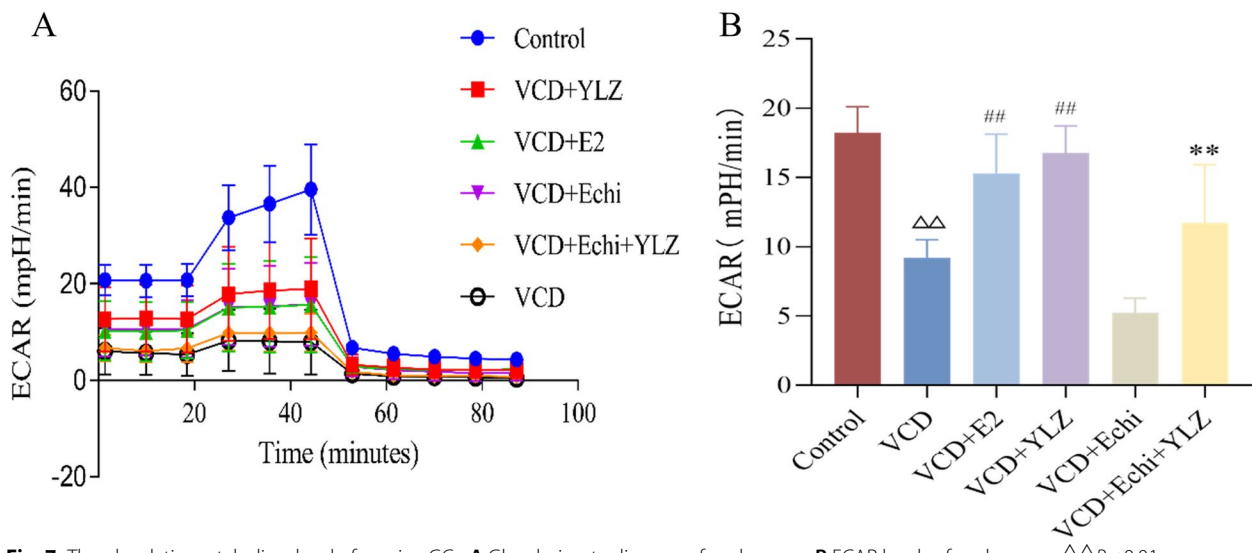 A
Control
VCD+YLZ
VCD+E2
VCD+Echi
VCD+Echi+YLZ
VCD
ECAR (mpH/min)
60
40
20
0
-20
20
40
60
80
100
Time (minutes)
B
ECAR( mPH/min)
25
20
15
10
5
0
△△
##
##
**
Control
VCD
VCD+E2
VCD+YLZ
VCD+Echi
VCD+Echi+YLZ